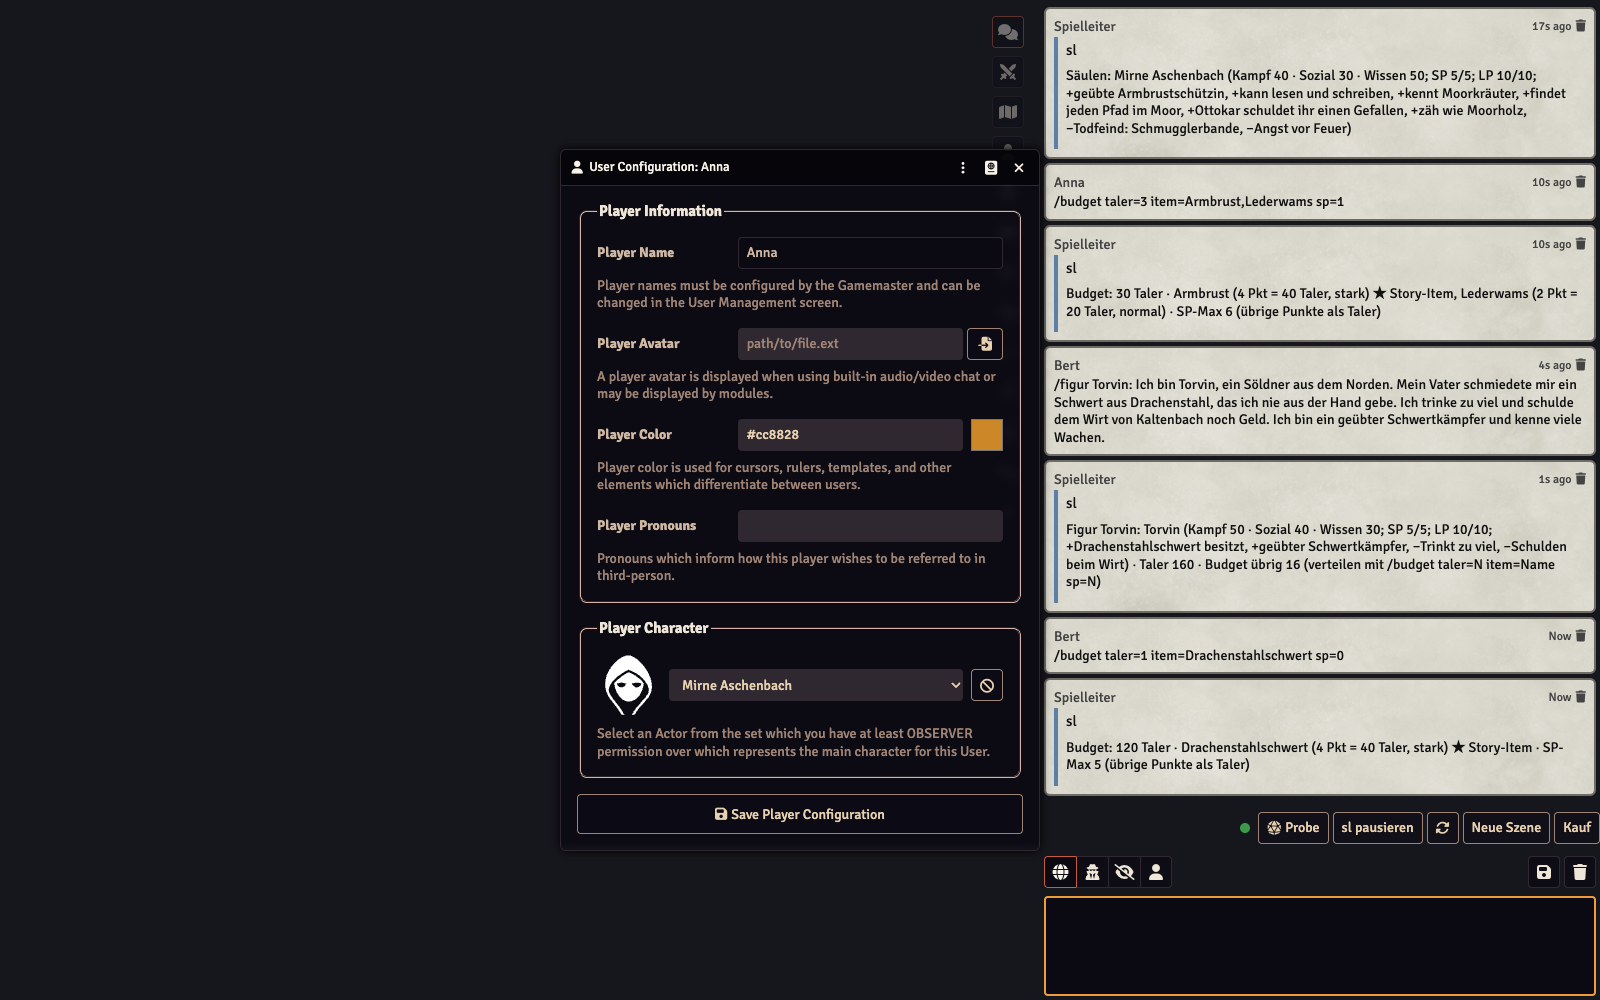 User Configuration: Anna
Player Information
Player Name
Anna
Player names must be configured by the Gamemaster and can be
changed in the User Management screen.
Player Avatar
path/to/file.ext
A player avatar is displayed when using built-in audio/video chat or
may be displayed by modules.
Player Color
#cc8828
Player color is used for cursors, rulers, templates, and other
elements which differentiate between users.
Player Pronouns
Pronouns which inform how this player wishes to be referred to in
third-person.
Player Character
Mirne Aschenbach
Select an Actor from the set which you have at least OBSERVER
permission over which represents the main character for this User.
Save Player Configuration
Spielleiter
17s ago
sl
Säulen: Mirne Aschenbach (Kampf 40 · Sozial 30 · Wissen 50; SP 5/5; LP 10/10;
+geübte Armbrustschützin, +kann lesen und schreiben, +kennt Moorkräuter, +findet
jeden Pfad im Moor, +Ottokar schuldet ihr einen Gefallen, +zäh wie Moorholz,
−Todfeind: Schmugglerbande, −Angst vor Feuer)
Anna
10s ago
/budget taler=3 item=Armbrust,Lederwams sp=1
Spielleiter
10s ago
sl
Budget: 30 Taler · Armbrust (4 Pkt = 40 Taler, stark) ★ Story-Item, Lederwams (2 Pkt =
20 Taler, normal) · SP-Max 6 (übrige Punkte als Taler)
Bert
4s ago
/figur Torvin: Ich bin Torvin, ein Söldner aus dem Norden. Mein Vater schmiedete mir ein
Schwert aus Drachenstahl, das ich nie aus der Hand gebe. Ich trinke zu viel und schulde
dem Wirt von Kaltenbach noch Geld. Ich bin ein geübter Schwertkämpfer und kenne viele
Wachen.
Spielleiter
1s ago
sl
Figur Torvin: Torvin (Kampf 50 · Sozial 40 · Wissen 30; SP 5/5; LP 10/10;
+Drachenstahlschwert besitzt, +geübter Schwertkämpfer, −Trinkt zu viel, −Schulden
beim Wirt) · Taler 160 · Budget übrig 16 (verteilen mit /budget taler=N item=Name
sp=N)
Bert
Now
/budget taler=1 item=Drachenstahlschwert sp=0
Spielleiter
Now
sl
Budget: 120 Taler · Drachenstahlschwert (4 Pkt = 40 Taler, stark) ★ Story-Item · SP-
Max 5 (übrige Punkte als Taler)
Probe
sl pausieren
Neue Szene
Kauf